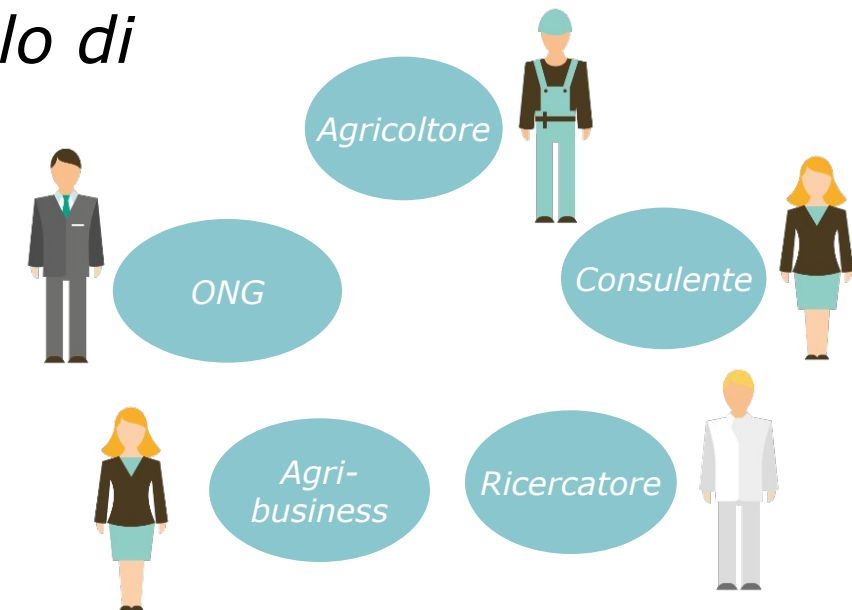 lo di
Agricoltore
ONG
Consulente
Agri-
business
Ricercatore